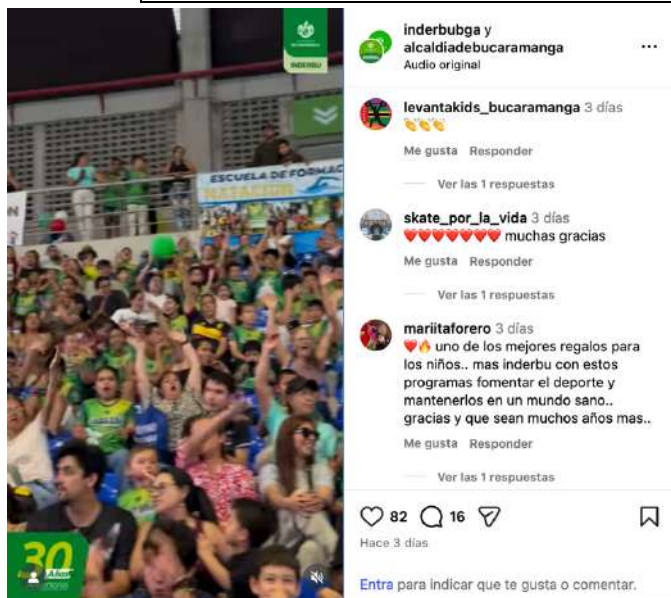 INDERBU
ESCUELA DE FORMAC
NATACIÓN
30
Años
inderbubga y
alcaldiadebucaramanga
Audio original
levantakids_bucaramanga 3 días
👏👏👏
Me gusta Responder
Ver las 1 respuestas
skate_por_la_vida 3 días
❤️❤️❤️❤️❤️❤️❤️ muchas gracias
Me gusta Responder
Ver las 1 respuestas
mariitaforero 3 días
❤️🔥 uno de los mejores regalos para
los niños.. mas inderbu con estos
programas fomentar el deporte y
mantenerlos en un mundo sano..
gracias y que sean muchos años mas..
Me gusta Responder
Ver las 1 respuestas
82 16
Hace 3 días
Entra para indicar que te gusta o comentar.